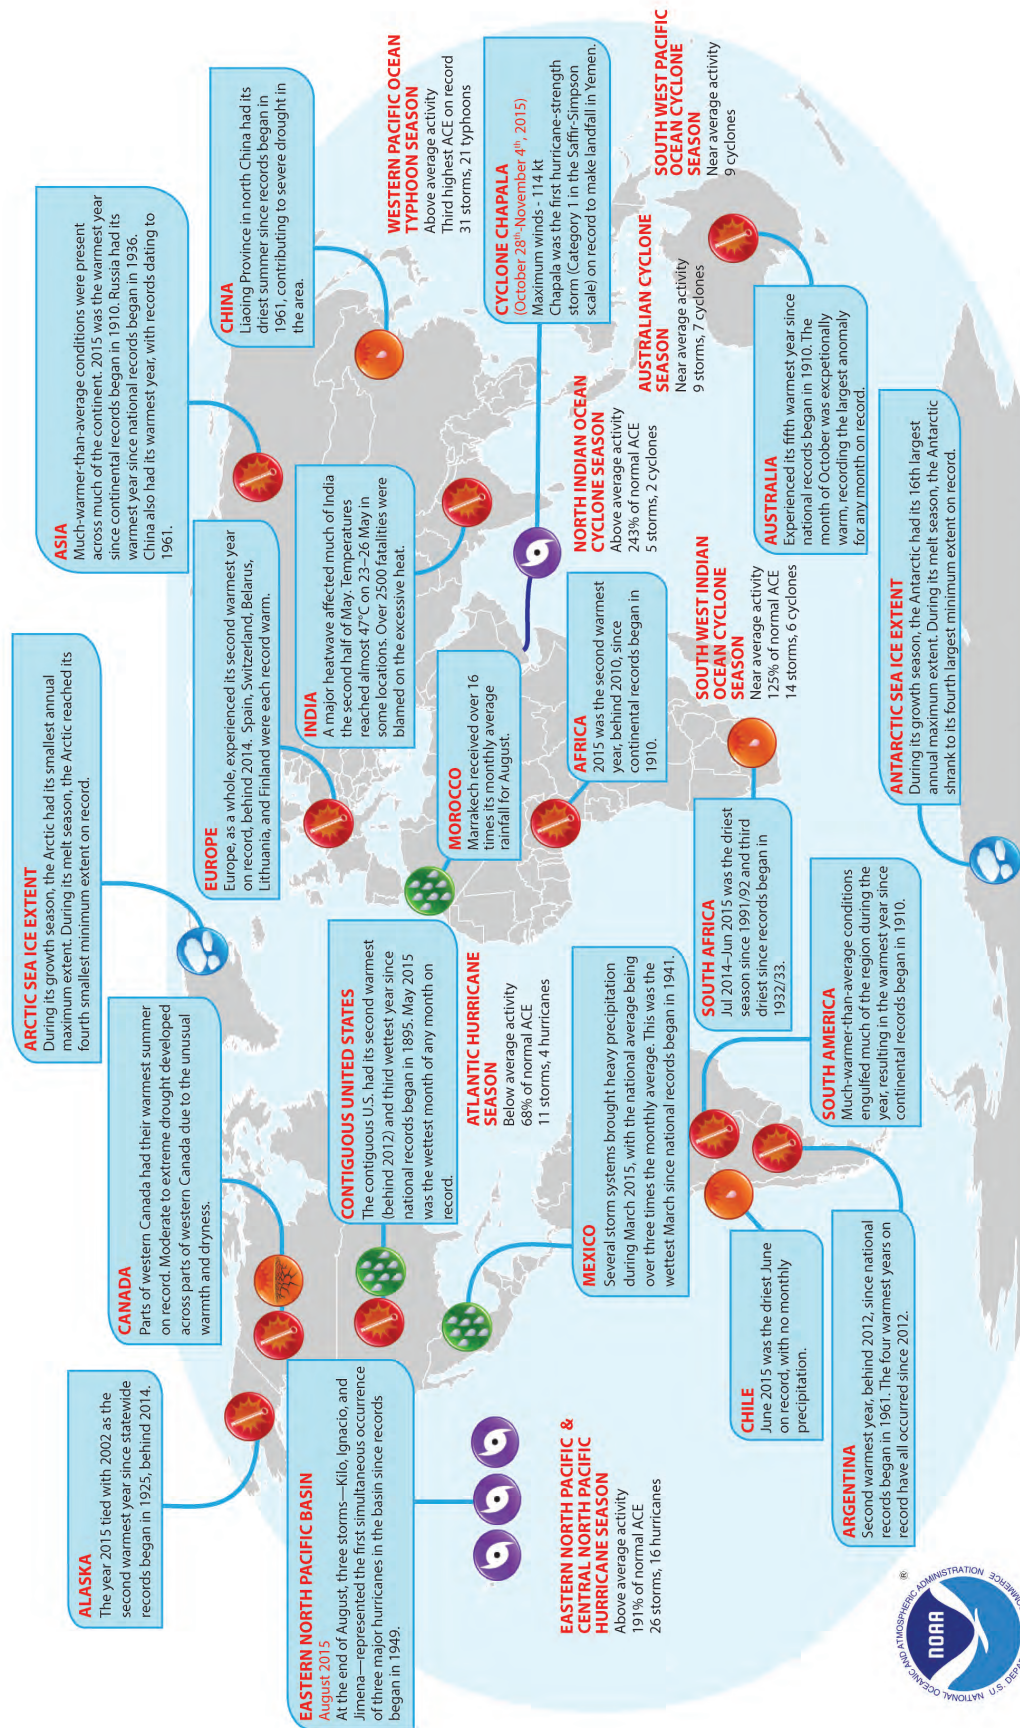 ALASKA
The year 2015 tied with 2002 as the
second warmest year since statewide
records began in 1925, behind 2014.
CANADA
Parts of western Canada had their warmest summer
on record. Moderate to extreme drought developed
across parts of western Canada due to the unusual
warmth and dryness.
ARCTIC SEA ICE EXTENT
During its growth season, the Arctic had its smallest annual
maximum extent. During its melt season, the Arctic reached its
fourth smallest minimum extent on record.
EUROPE
Europe, as a whole, experienced its second warmest year
on record, behind 2014. Spain, Switzerland, Belarus,
Lithuania, and Finland were each record warm.
ASIA
Much-warmer-than-average conditions were present
across much of the continent. 2015 was the warmest year
since continental records began in 1910. Russia had its
warmest year since national records began in 1936.
China also had its warmest year, with records dating to
1961.
CHINA
Liaoing Province in north China had its
driest summer since records began in
1961, contributing to severe drought in
the area.
EASTERN NORTH PACIFIC BASIN
August 2015
At the end of August, three storms—Kilo, Ignacio, and
Jimena—represented the first simultaneous occurrence
of three major hurricanes in the basin since records
began in 1949.
CONTIGUOUS UNITED STATES
The contiguous U.S. had its second warmest
(behind 2012) and third wettest year since
national records began in 1895. May 2015
was the wettest month of any month on
record.
INDIA
A major heatwave affected much of India
the second half of May. Temperatures
reached almost 47°C on 23–26 May in
some locations. Over 2500 fatalities were
blamed on the excessive heat.
WESTERN PACIFIC OCEAN
TYPHOON SEASON
Above average activity
Third highest ACE on record
31 storms, 21 typhoons
MOROCCO
Marrakech received over 16
times its monthly average
rainfall for August.
ATLANTIC HURRICANE
SEASON
Below average activity
68% of normal ACE
11 storms, 4 hurricanes
CYCLONE CHAPALA
(October 28th-November 4th, 2015)
Maximum winds - 114 kt
Chapala was the first hurricane-strength
storm (Category 1 in the Saffir-Simpson
scale) on record to make landfall in Yemen.
EASTERN NORTH PACIFIC &
CENTRAL NORTH PACIFIC
HURRICANE SEASON
Above average activity
191% of normal ACE
26 storms, 16 hurricanes
MEXICO
Several storm systems brought heavy precipitation
during March 2015, with the national average being
over three times the monthly average. This was the
wettest March since national records began in 1941.
AFRICA
2015 was the second warmest
year, behind 2010, since
continental records began in
1910.
NORTH INDIAN OCEAN
CYCLONE SEASON
Above average activity
243% of normal ACE
5 storms, 2 cyclones
AUSTRALIAN CYCLONE
SEASON
Near average activity
9 storms, 7 cyclones
SOUTH WEST PACIFIC
OCEAN CYCLONE
SEASON
Near average activity
9 cyclones
SOUTH WEST INDIAN
OCEAN CYCLONE
SEASON
Near average activity
125% of normal ACE
14 storms, 6 cyclones
SOUTH AFRICA
Jul 2014–Jun 2015 was the driest
season since 1991/92 and third
driest since records began in
1932/33.
CHILE
June 2015 was the driest June
on record, with no monthly
precipitation.
AUSTRALIA
Experienced its fifth warmest year since
national records began in 1910. The
month of October was excpetionally
warm, recording the largest anomaly
for any month on record.
SOUTH AMERICA
Much-warmer-than-average conditions
engulfed much of the region during the
year, resulting in the warmest year since
continental records began in 1910.
ARGENTINA
Second warmest year, behind 2012, since national
records began in 1961. The four warmest years on
record have all occurred since 2012.
ANTARCTIC SEA ICE EXTENT
During its growth season, the Antarctic had its 16th largest
annual maximum extent. During its melt season, the Antarctic
shrank to its fourth largest minimum extent on record.
NATIONAL OCEANIC AND ATMOSPHERIC ADMINISTRATION
NOAA
®
U.S.